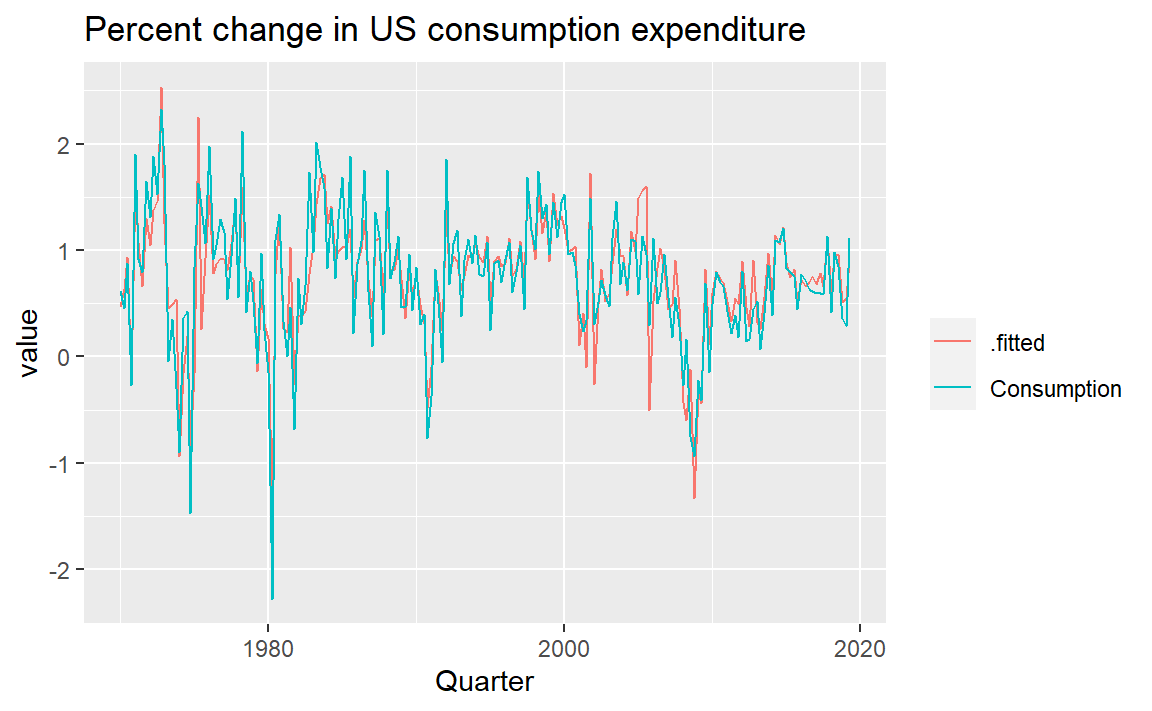 Percent change in US consumption expenditure
2
1
0
-1
-2
value
1980
2000
2020
Quarter
.fitted
Consumption